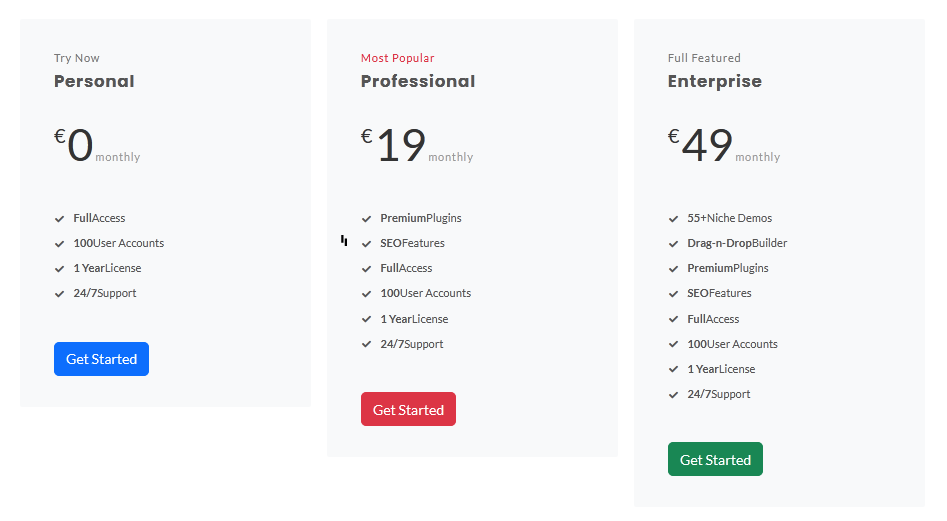 Try Now
Personal
€0 monthly
FullAccess
100User Accounts
1 YearLicense
24/7Support
Get Started
Most Popular
Professional
€19 monthly
PremiumPlugins
SEOFeatures
FullAccess
100User Accounts
1 YearLicense
24/7Support
Get Started
Full Featured
Enterprise
€49 monthly
55+Niche Demos
Drag-n-DropBuilder
PremiumPlugins
SEOFeatures
FullAccess
100User Accounts
1 YearLicense
24/7Support
Get Started